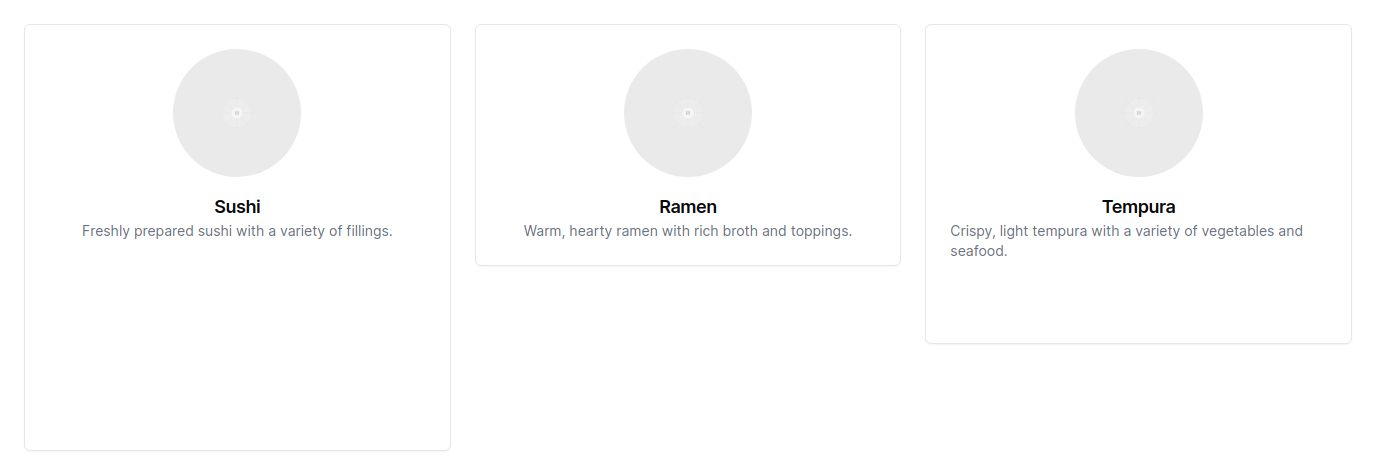 Sushi
Freshly prepared sushi with a variety of fillings.
Ramen
Warm, hearty ramen with rich broth and toppings.
Tempura
Crispy, light tempura with a variety of vegetables and
seafood.